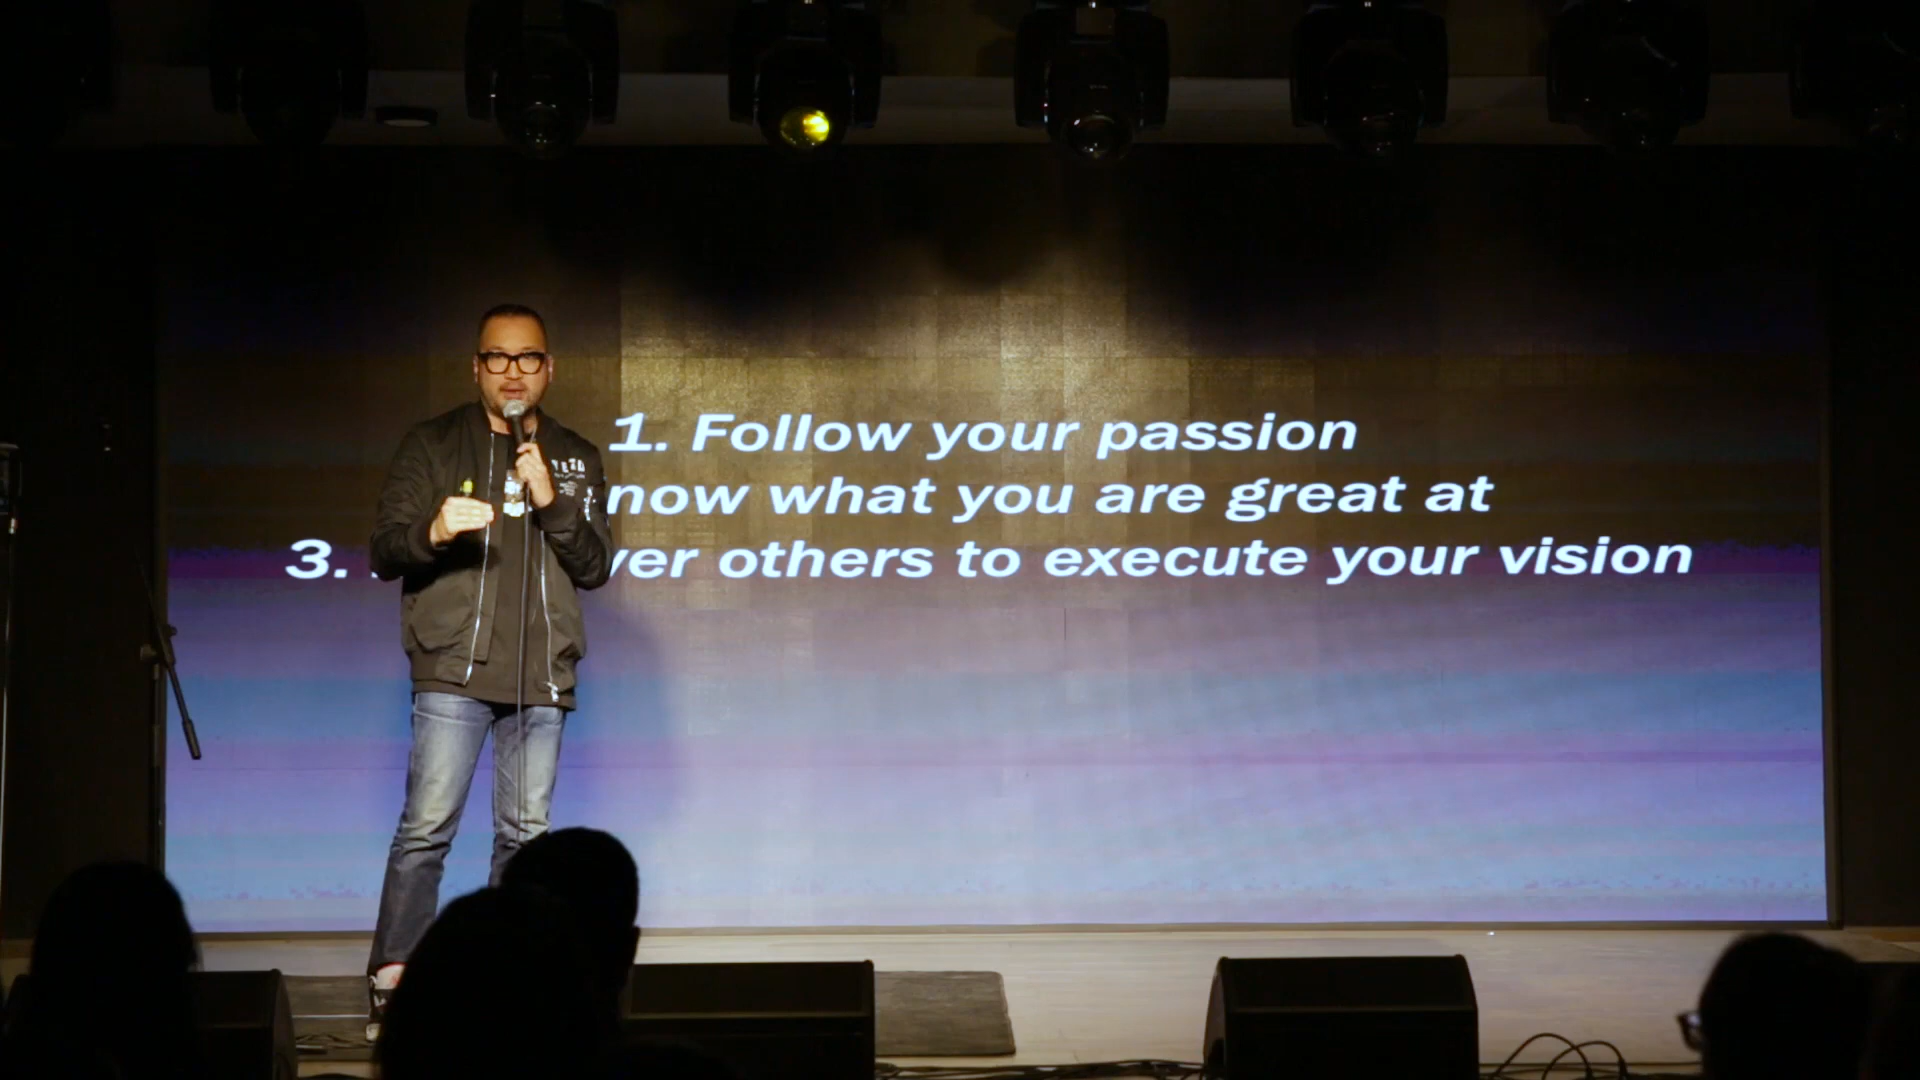 1. Follow your passion
now what you are great at
3. ver others to execute your vision